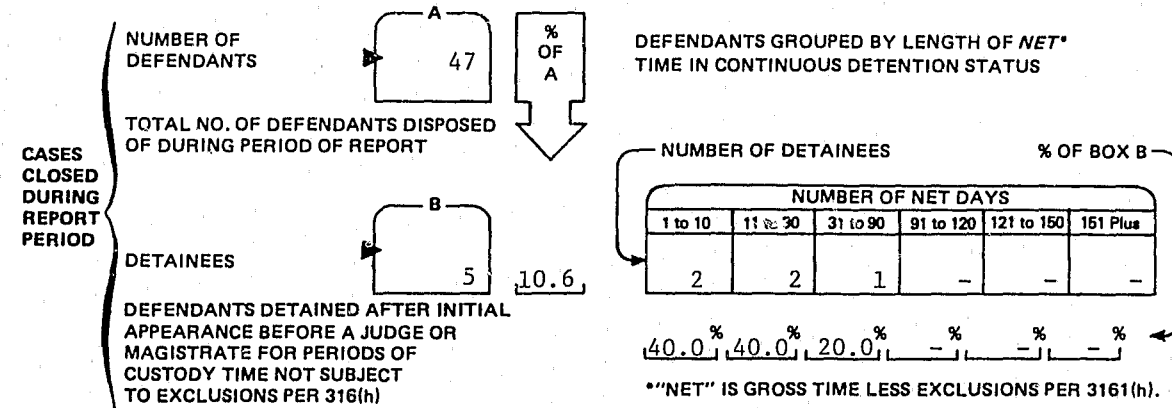 CASES
CLOSED
DURING
REPORT
PERIOD
NUMBER OF
DEFENDANTS
A
47
%
OF
A
TOTAL NO. OF DEFENDANTS DISPOSED
OF DURING PERIOD OF REPORT
B
DETAINEES
5
10.6
DEFENDANTS DETAINED AFTER INITIAL
APPEARANCE BEFORE A JUDGE OR
MAGISTRATE FOR PERIODS OF
CUSTODY TIME NOT SUBJECT
TO EXCLUSIONS PER 316(h)
DEFENDANTS GROUPED BY LENGTH OF NET*
TIME IN CONTINUOUS DETENTION STATUS
NUMBER OF DETAINEES % OF BOX B
NUMBER OF NET DAYS
1 to 10 11 to 30 31 to 90 91 to 120 121 to 150 151 Plus
2 2 1 - - -
40.0% 40.0% 20.0% -% -% -%
*"NET" IS GROSS TIME LESS EXCLUSIONS PER 3161(h).